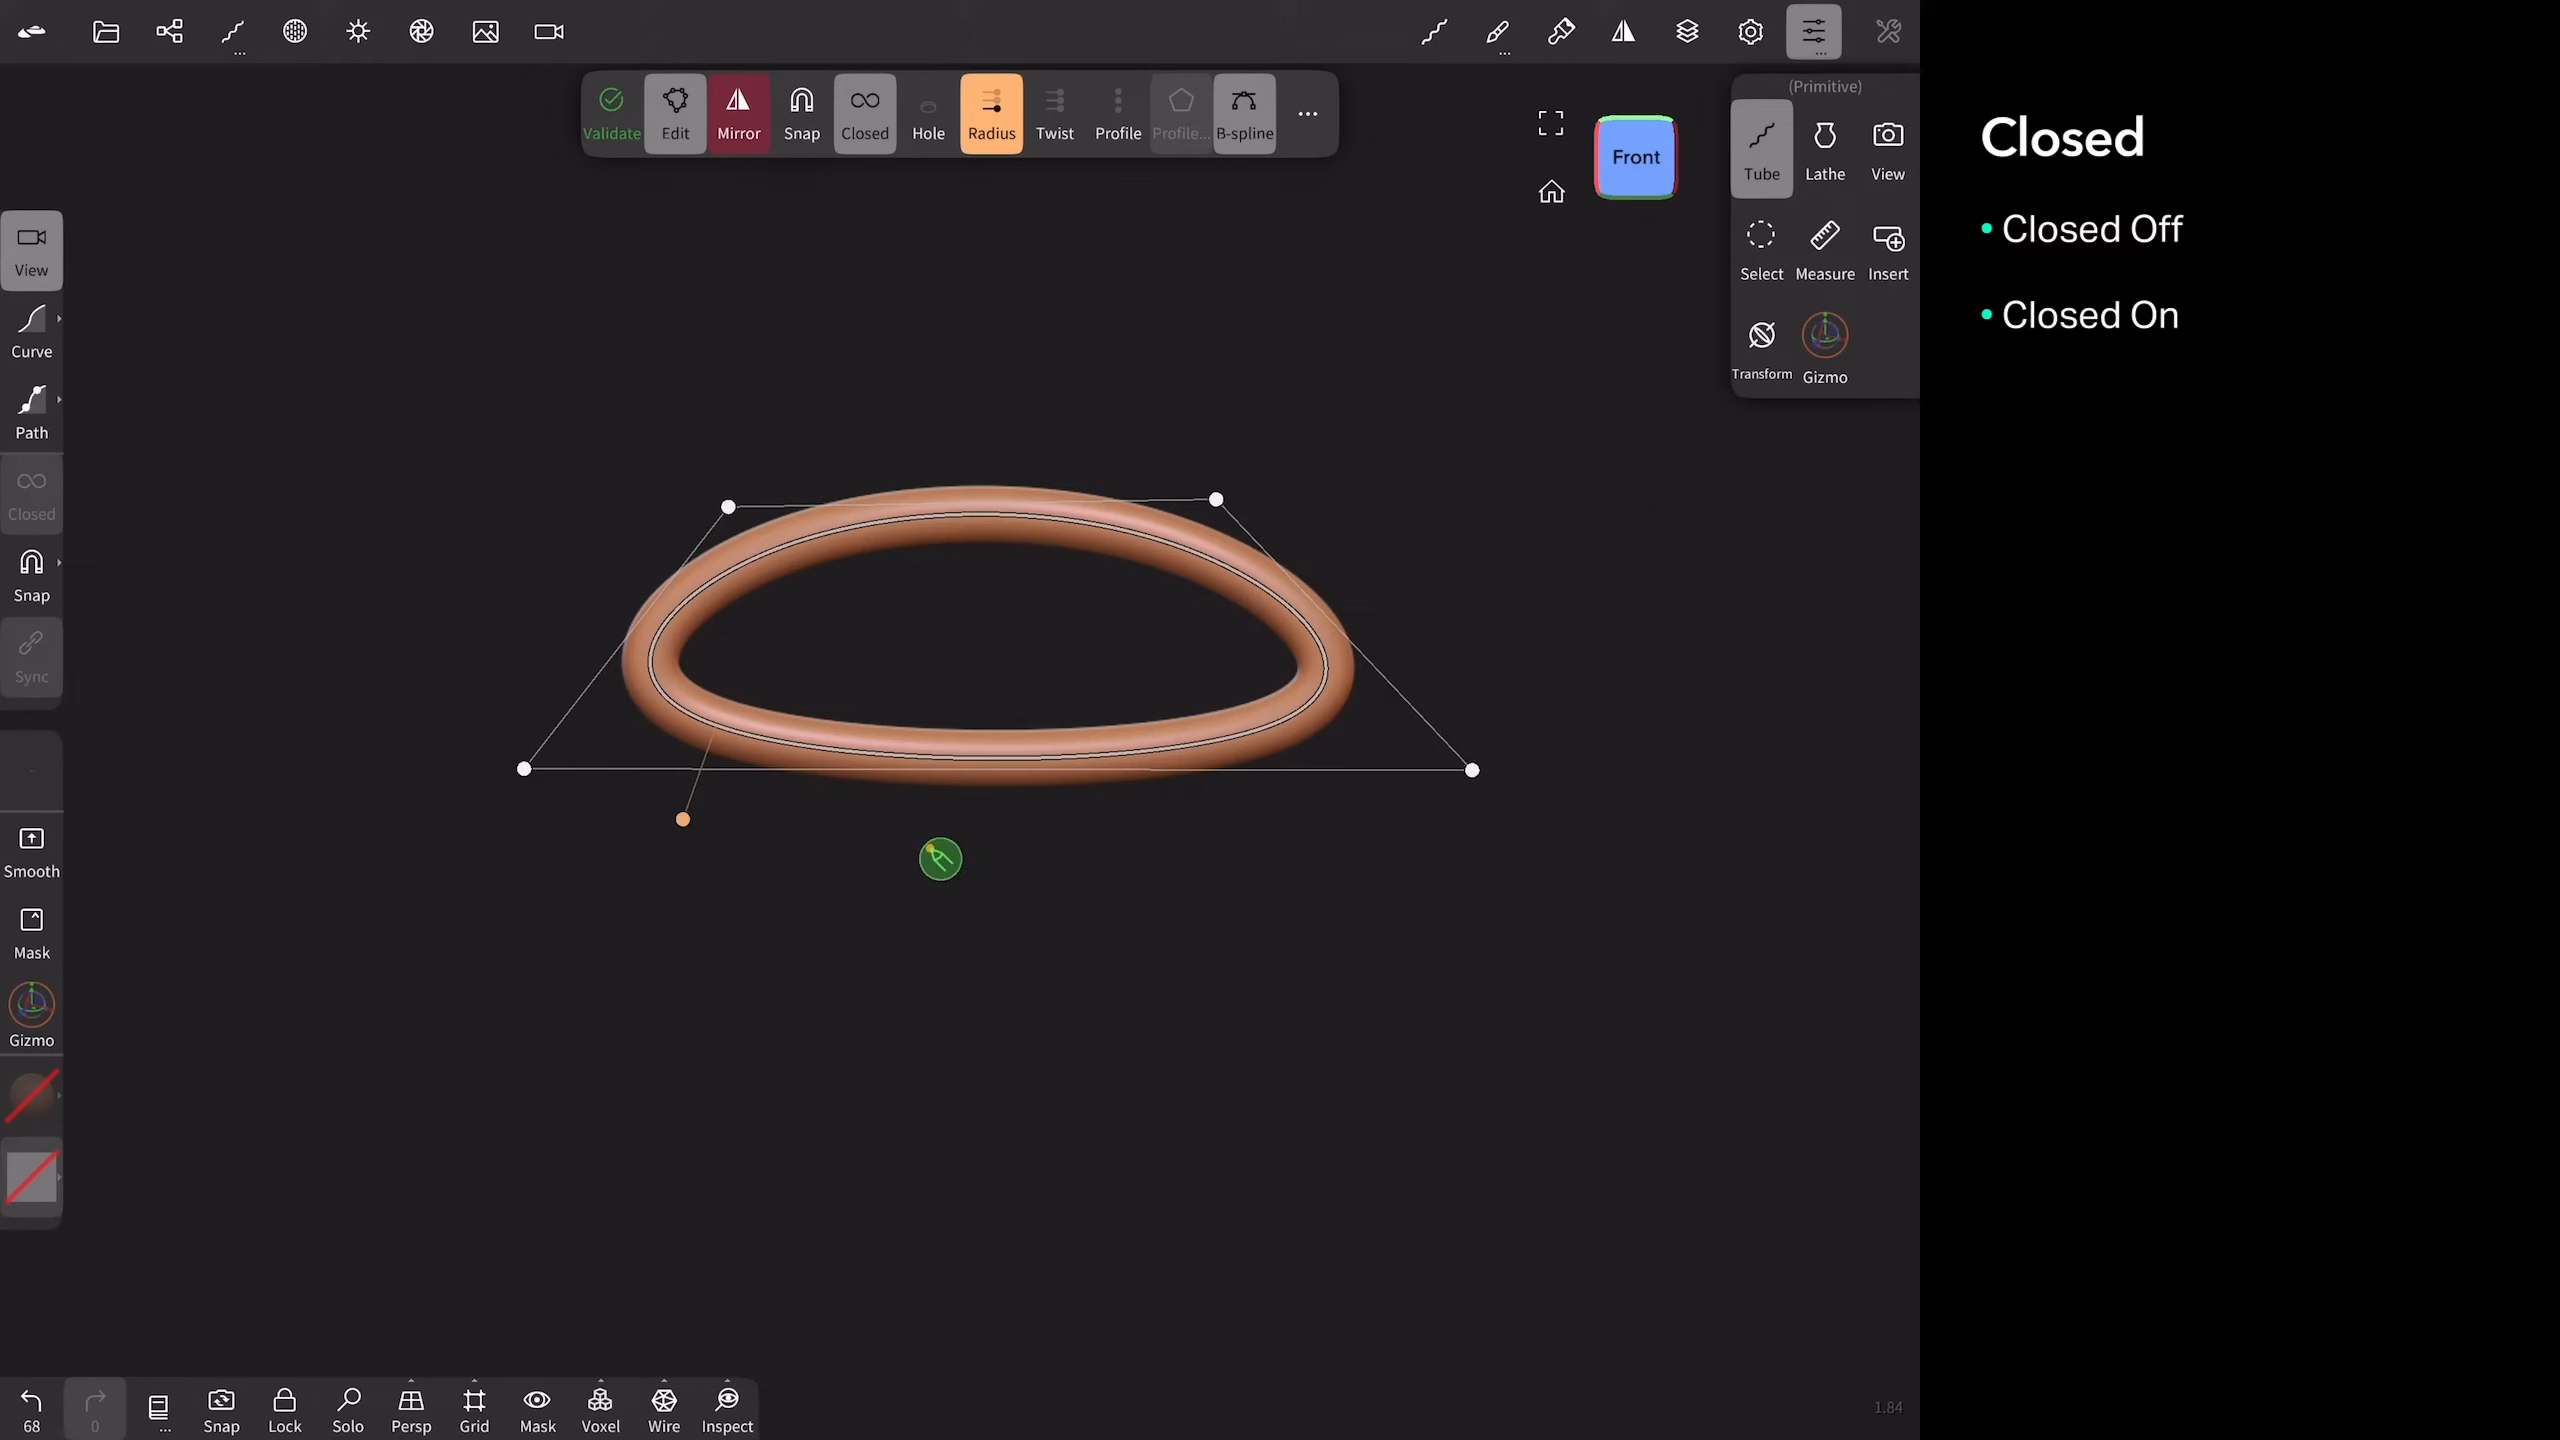 Validate
Edit
Mirror
Snap
Closed
Hole
Radius
Twist
Profile
Profile...
B-spline
...
Front
(Primitive)
Tube
Lathe
View
Select
Measure
Insert
Transform
Gizmo
View
Curve
Path
Closed
Snap
Sync
Smooth
Mask
Gizmo
68
0
...
Snap
Lock
Solo
Persp
Grid
Mask
Voxel
Wire
Inspect
1.84
Closed
• Closed Off
• Closed On